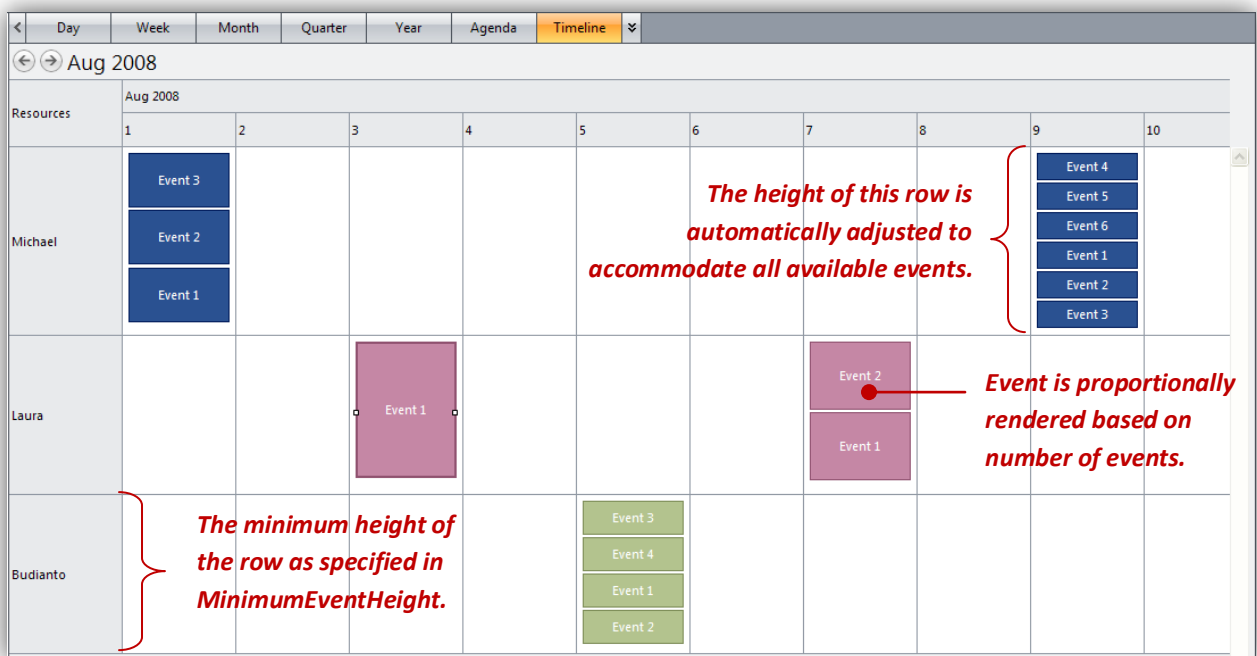 Day Week Month Quarter Year Agenda Timeline
Aug 2008
Resources
Aug 2008
1 2 3 4 5 6 7 8 9 10
Michael
Event 3
Event 2
Event 1
The height of this row is
automatically adjusted to
accommodate all available events.
Event 4
Event 5
Event 6
Event 1
Event 2
Event 3
Laura
Event 1
Event 2
Event 1
Event is proportionally
rendered based on
number of events.
Budianto
The minimum height of
the row as specified in
MinimumEventHeight.
Event 3
Event 4
Event 1
Event 2